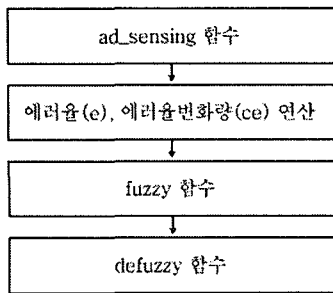 ad_sensing 함수
에러율(e), 에러율변화량(ce) 연산
fuzzy 함수
defuzzy 함수